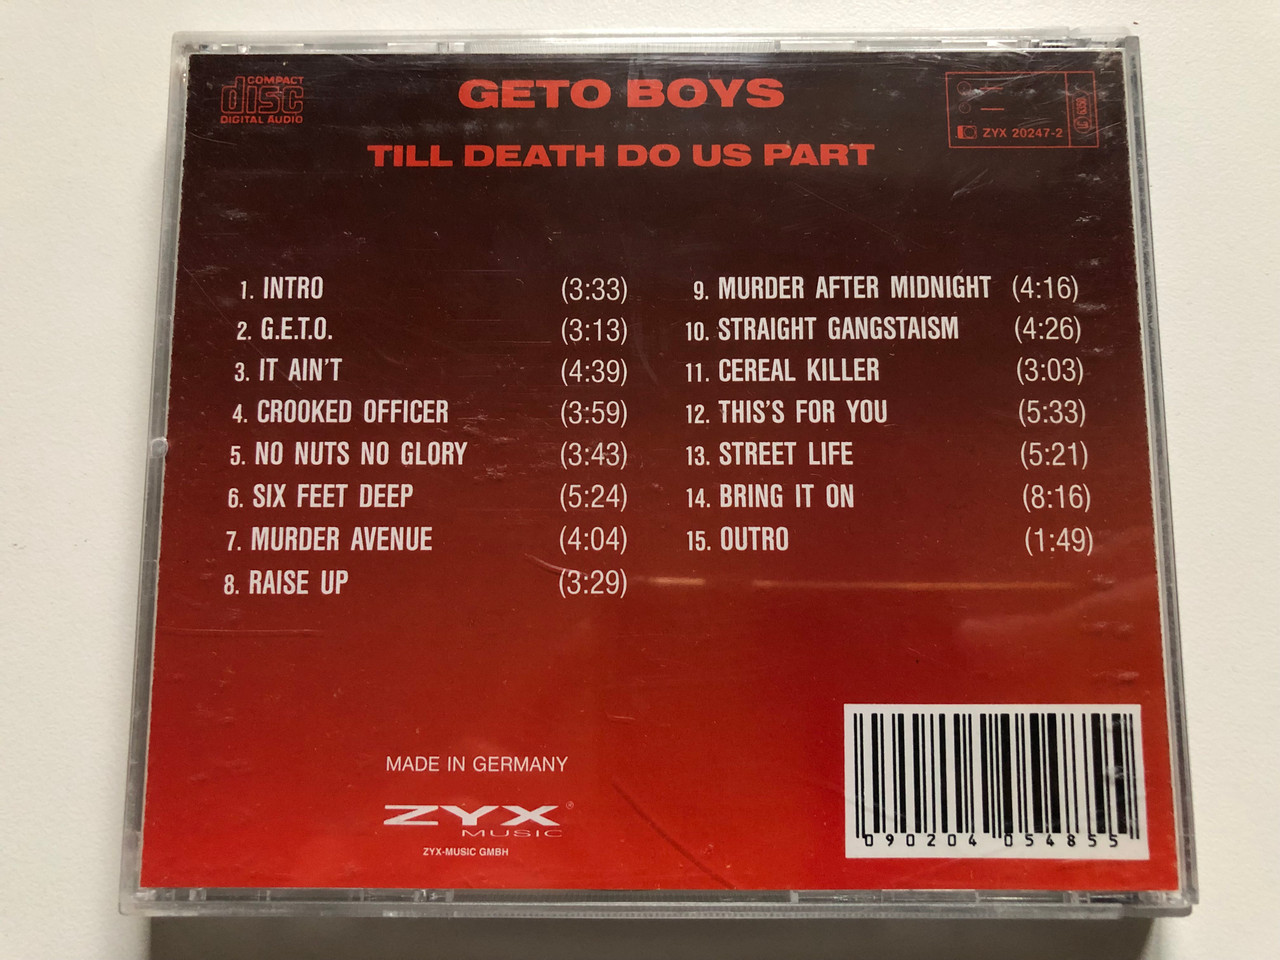 COMPACT
disc
DIGITAL AUDIO
GETO BOYS
TILL DEATH DO US PART
ZYX 20247-2
1. INTRO (3:33)
2. G.E.T.O. (3:13)
3. IT AIN'T (4:39)
4. CROOKED OFFICER (3:59)
5. NO NUTS NO GLORY (3:43)
6. SIX FEET DEEP (5:24)
7. MURDER AVENUE (4:04)
8. RAISE UP (3:29)
9. MURDER AFTER MIDNIGHT (4:16)
10. STRAIGHT GANGSTAISM (4:26)
11. CEREAL KILLER (3:03)
12. THIS'S FOR YOU (5:33)
13. STREET LIFE (5:21)
14. BRING IT ON (8:16)
15. OUTRO (1:49)
MADE IN GERMANY
ZYX®
MUSIC
ZYX-MUSIC GMBH
090204 054855